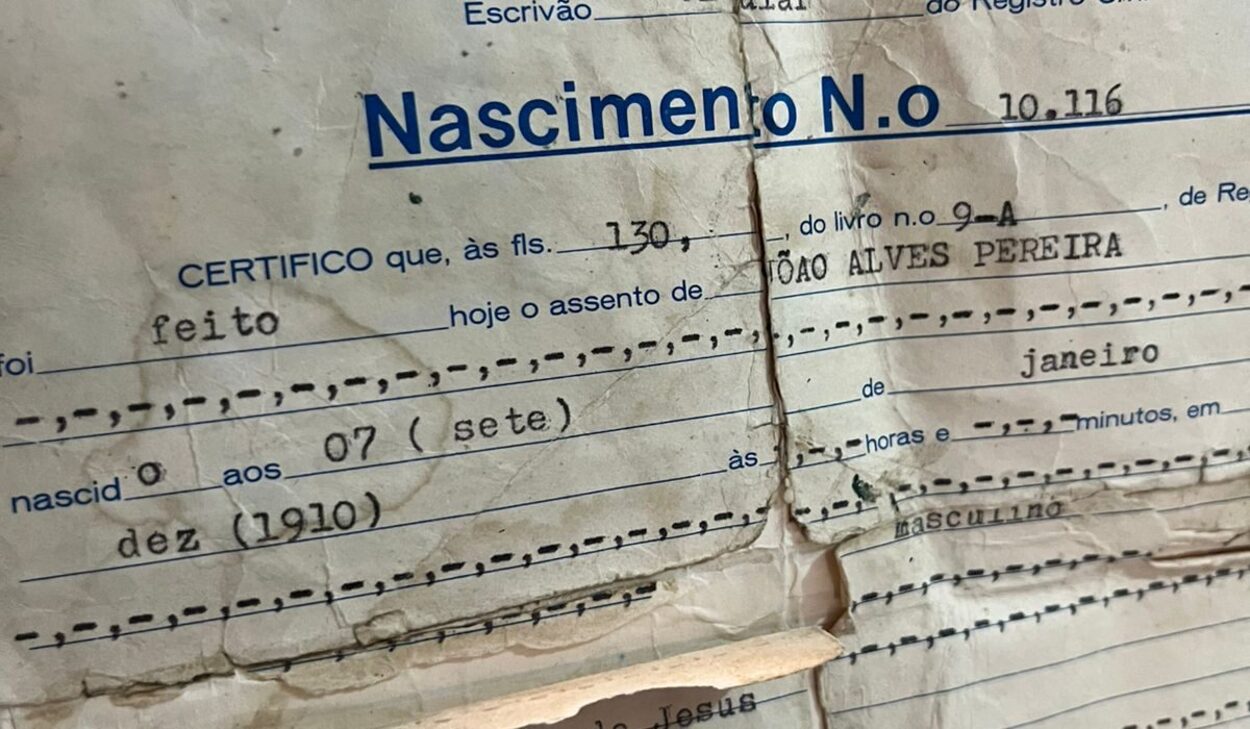 Escrivão do Registro
Nascimento N.o 10.116
CERTIFICO que, às fls. 130, , do livro n.o 9-A , de
foi feito hoje o assento de JÕAO ALVES PEREIRA
-,-,-,-,-,-,-,-,-,-,-,-,-,-,-,-,-,-,-,-,-,-
nascido aos 07 ( sete) de janeiro
dez (1910) às -,-,- horas e -,-,- minutos, em
-,-,-,-,-,-,-,-,-,-,-,-,-,-,-,-,-,-,-,-,-,-
masculino
-,-,-,-,-,-,-,-,-,-,-,-
Jesus